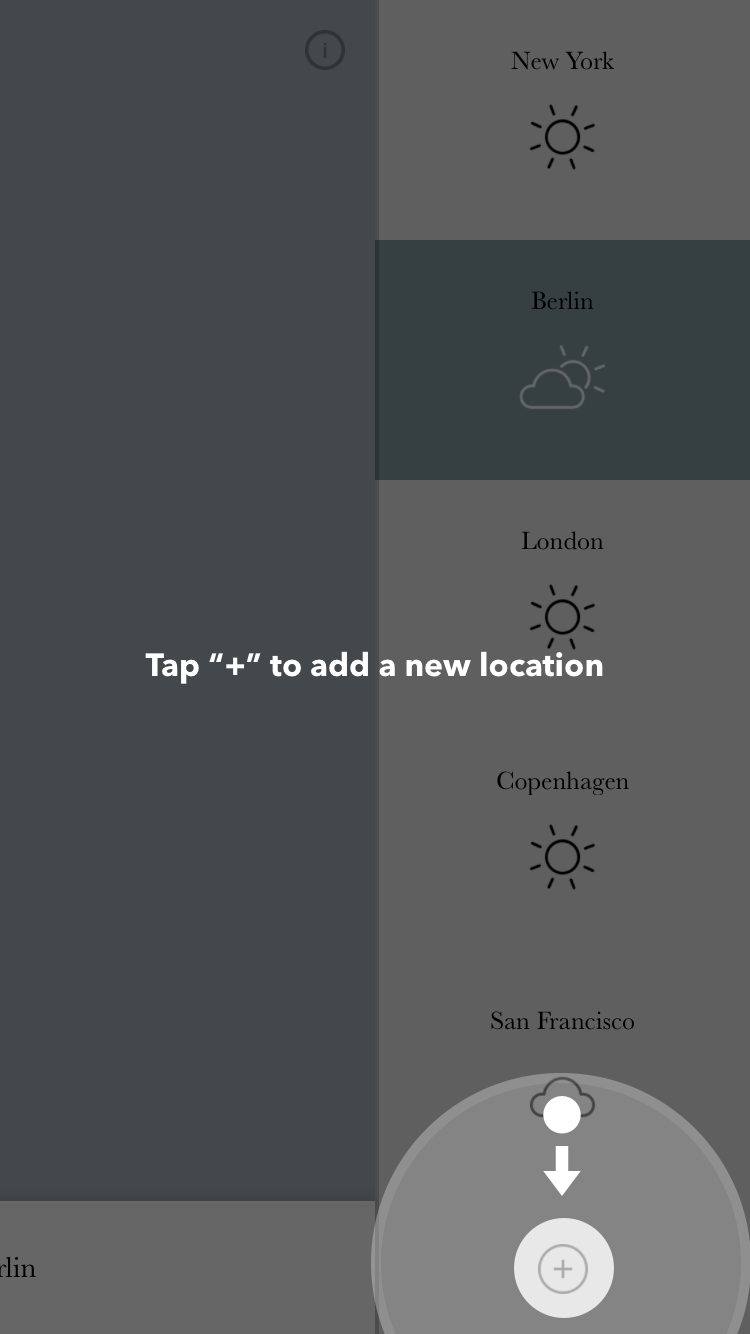 i
New York
Berlin
London
Tap “+” to add a new location
Copenhagen
San Francisco
rlin
+